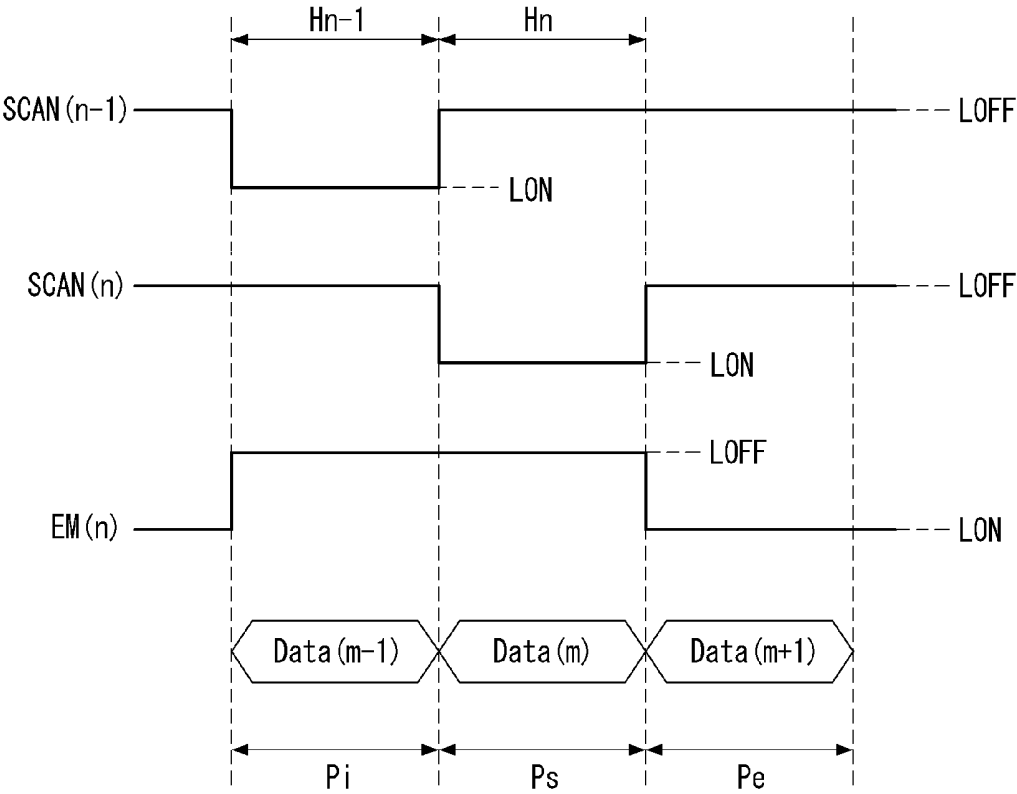 Hn-1 Hn
SCAN(n-1) LOFF
LON
SCAN(n) LOFF
LON
LOFF
EM(n) LON
Data(m-1) Data(m) Data(m+1)
Pi Ps Pe